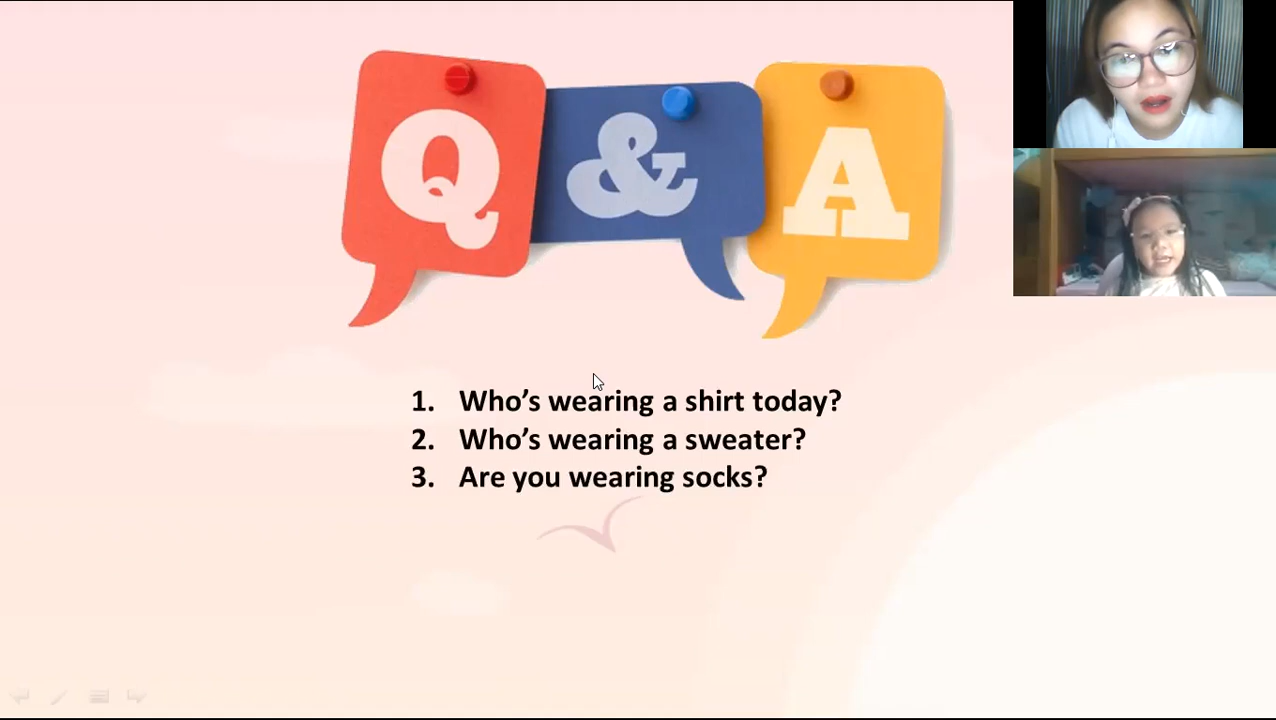 Q & A
1. Who's wearing a shirt today?
2. Who's wearing a sweater?
3. Are you wearing socks?